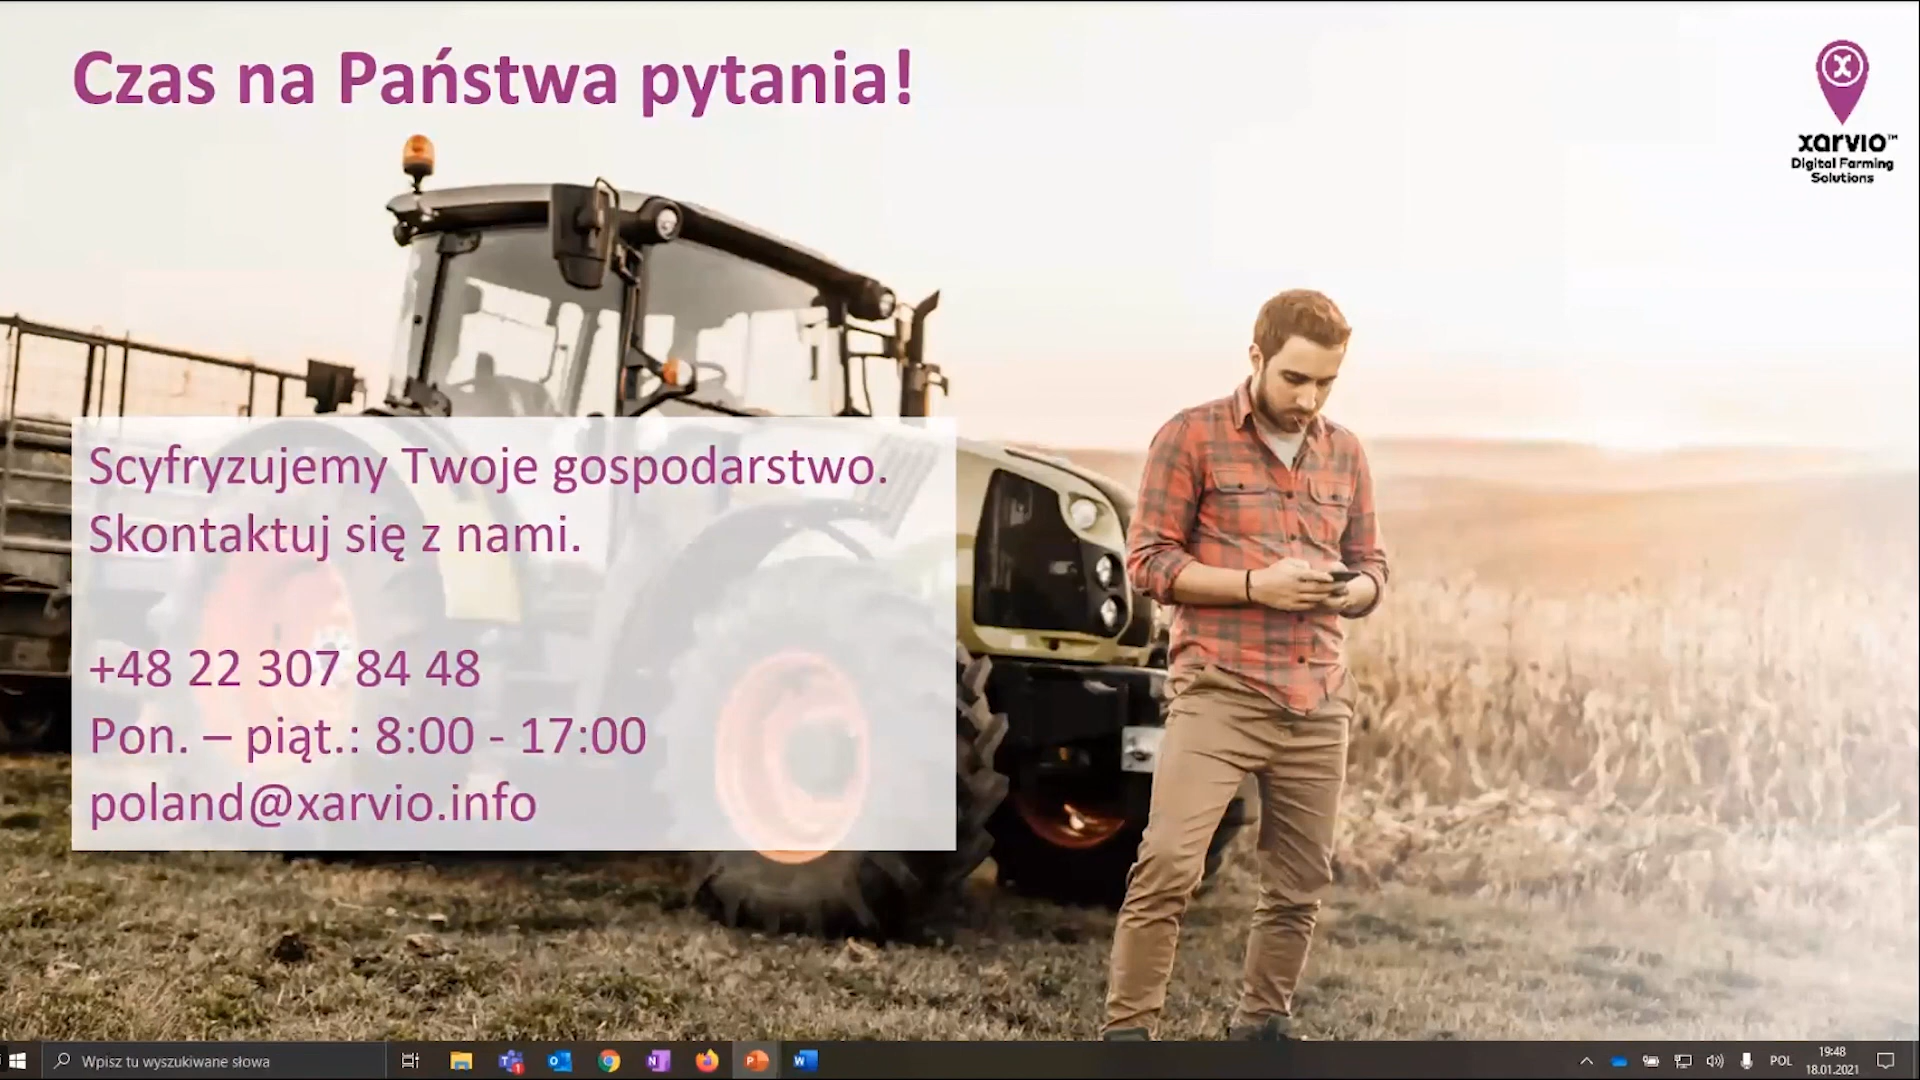 Czas na Państwa pytania!
xarvio™
Digital Farming
Solutions
Scyfryzujemy Twoje gospodarstwo.
Skontaktuj się z nami.
+48 22 307 84 48
Pon. – piąt.: 8:00 - 17:00
poland@xarvio.info
Wpisz tu wyszukiwane słowa
POL
19:48
18.01.2021